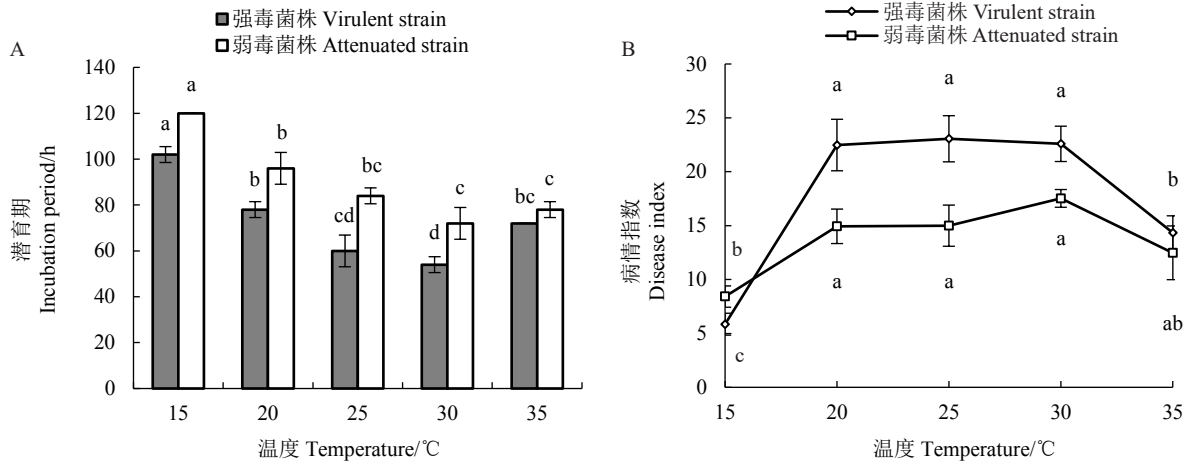 A
强毒菌株 Virulent strain
弱毒菌株 Attenuated strain
潜育期
Incubation period/h
140
120
100
80
60
40
20
0
a
a
b
b
cd
bc
d
c
bc
c
15 20 25 30 35
温度 Temperature/℃
B
强毒菌株 Virulent strain
弱毒菌株 Attenuated strain
病情指数
Disease index
30
25
20
15
10
5
0
a a a
b
b
a
a a
ab
c
15 20 25 30 35
温度 Temperature/℃